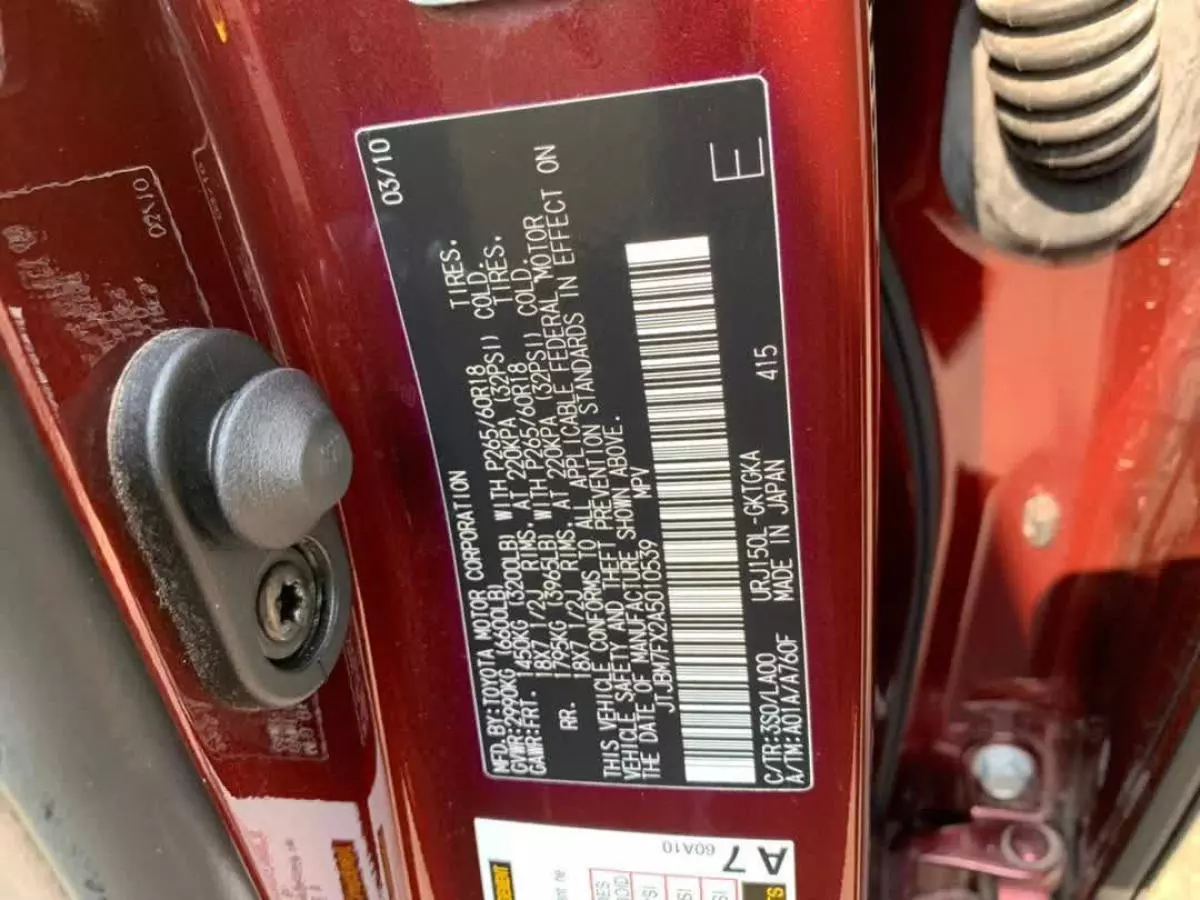 03/10
MFD. BY:TOYOTA MOTOR CORPORATION
GVWR:2990KG (6600LB)
GAWR:FRT. 1450KG (3200LB) WITH P265/60R18 TIRES.
18X7 1/2J RIMS. AT 220KPA (32PSI) COLD.
RR. 1795KG (3965LB) WITH P265/60R18 TIRES.
18X7 1/2J RIMS. AT 220KPA (32PSI) COLD.
THIS VEHICLE CONFORMS TO ALL APPLICABLE FEDERAL MOTOR
VEHICLE SAFETY AND THEFT PREVENTION STANDARDS IN EFFECT ON
THE DATE OF MANUFACTURE SHOWN ABOVE.
JTJBM7FX2A5010539 MPV
E
C/TR:3S0/LA00 URJ150L-GKTGKA 415
A/TM:A01A/A760F MADE IN JAPAN
A7
60A10